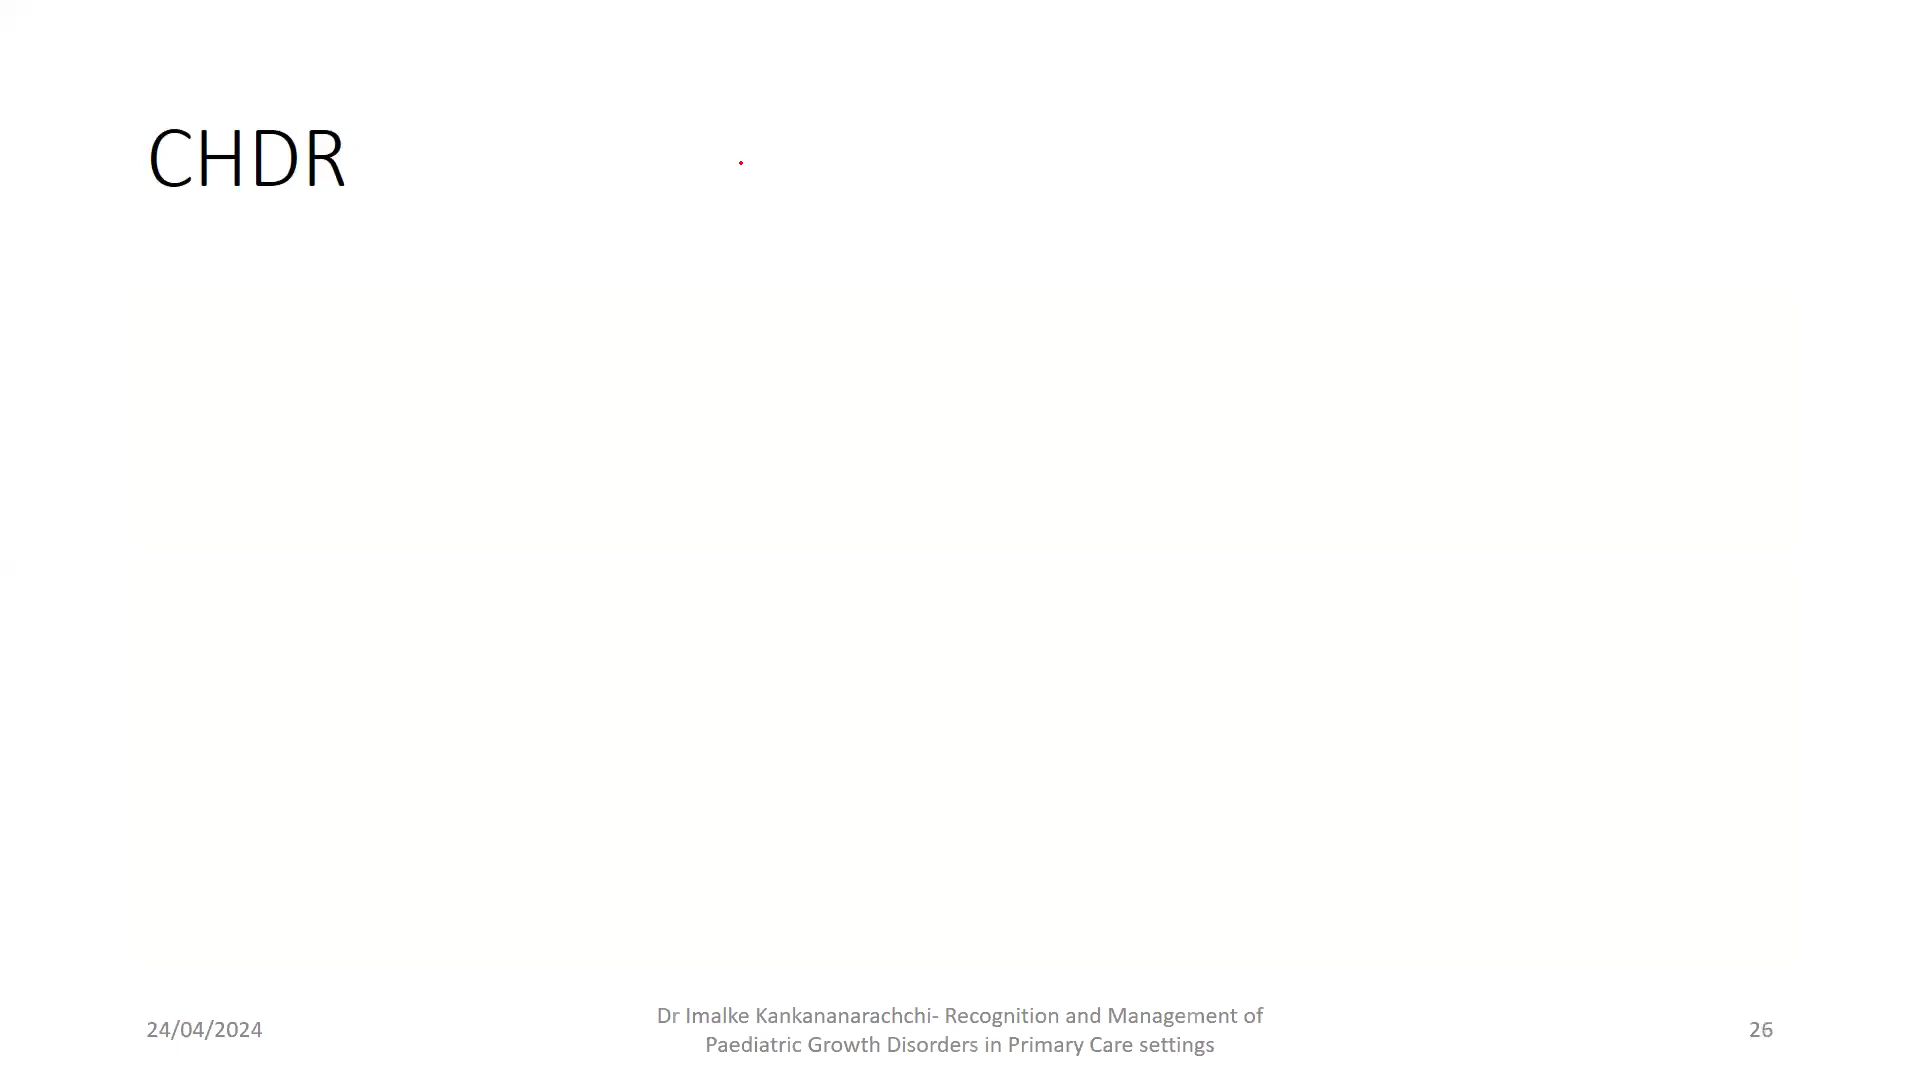 CHDR
24/04/2024
Dr Imalke Kankananarachchi- Recognition and Management of
Paediatric Growth Disorders in Primary Care settings
26